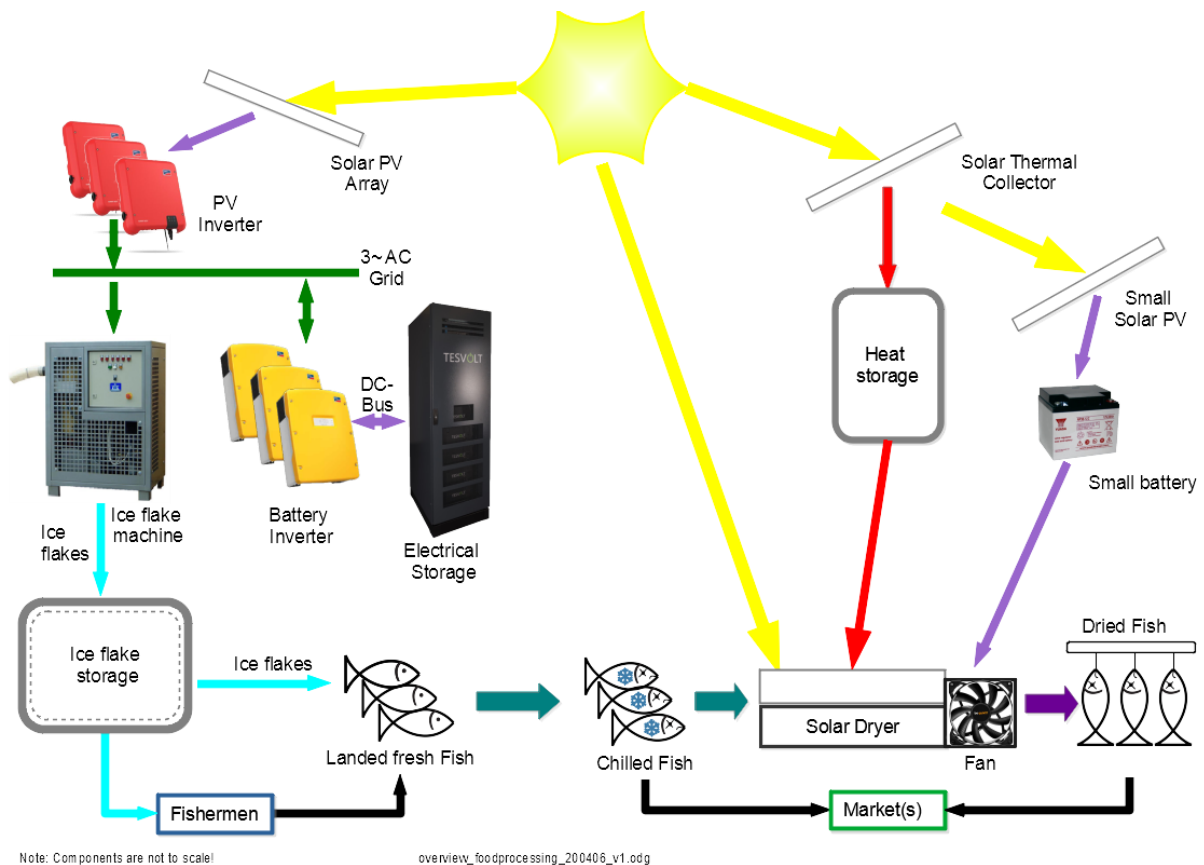 Solar PV
Array
Solar Thermal
Collector
PV
Inverter
3~AC
Grid
Small
Solar PV
TESVOLT
Heat
storage
DC-
Bus
Small battery
Ice flake
machine
Ice
flakes
Battery
Inverter
Electrical
Storage
Ice flake
storage
Ice flakes
Dried Fish
Solar Dryer
Landed fresh Fish
Chilled Fish
Fan
Fishermen
Market(s)
Note: Components are not to scale!
overview_foodprocessing_200406_v1.odg